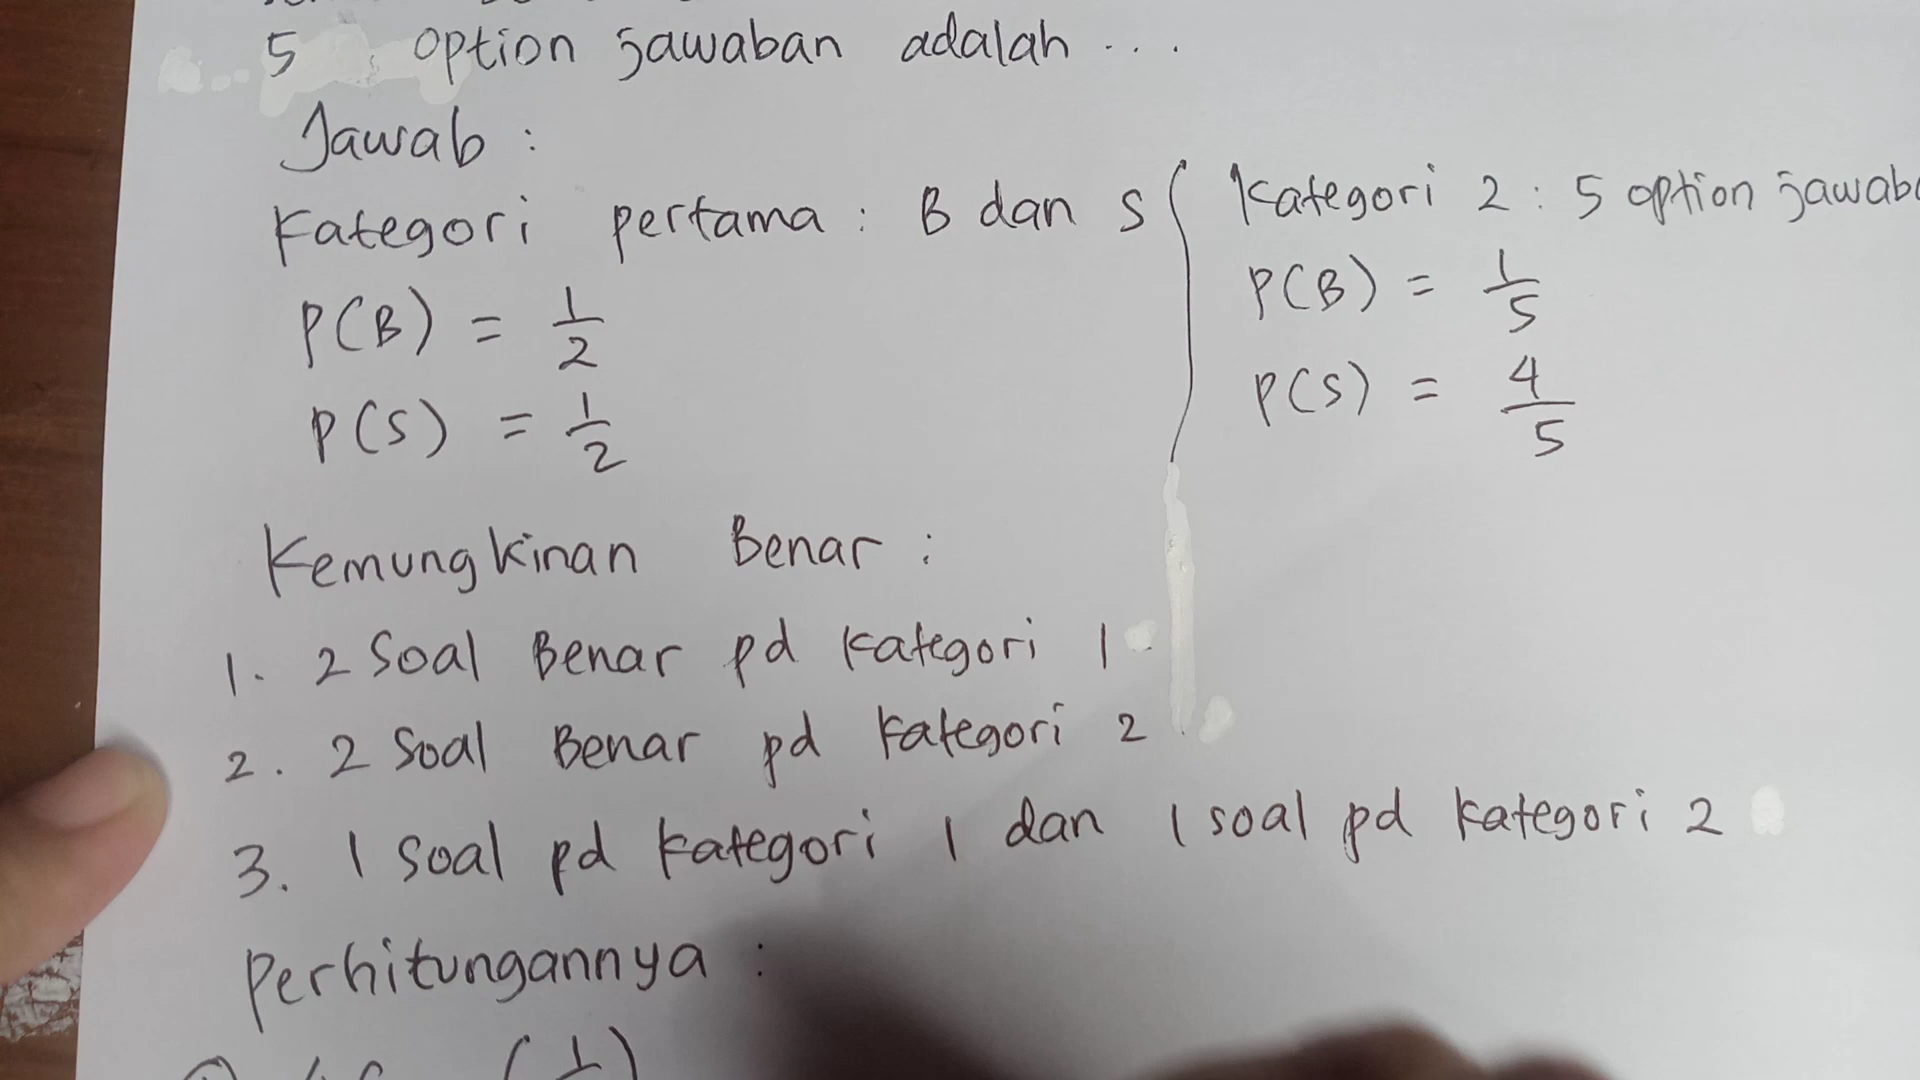 5 option jawaban adalah ...
Jawab :
Kategori pertama : B dan S
P(B) = 1/2
P(S) = 1/2
Kategori 2 : 5 option
P(B) = 1/5
P(S) = 4/5
Kemungkinan Benar :
1. 2 Soal Benar pd kategori 1
2. 2 Soal Benar pd kategori 2
3. 1 Soal pd kategori 1 dan 1 soal pd kategori 2
Perhitungannya :